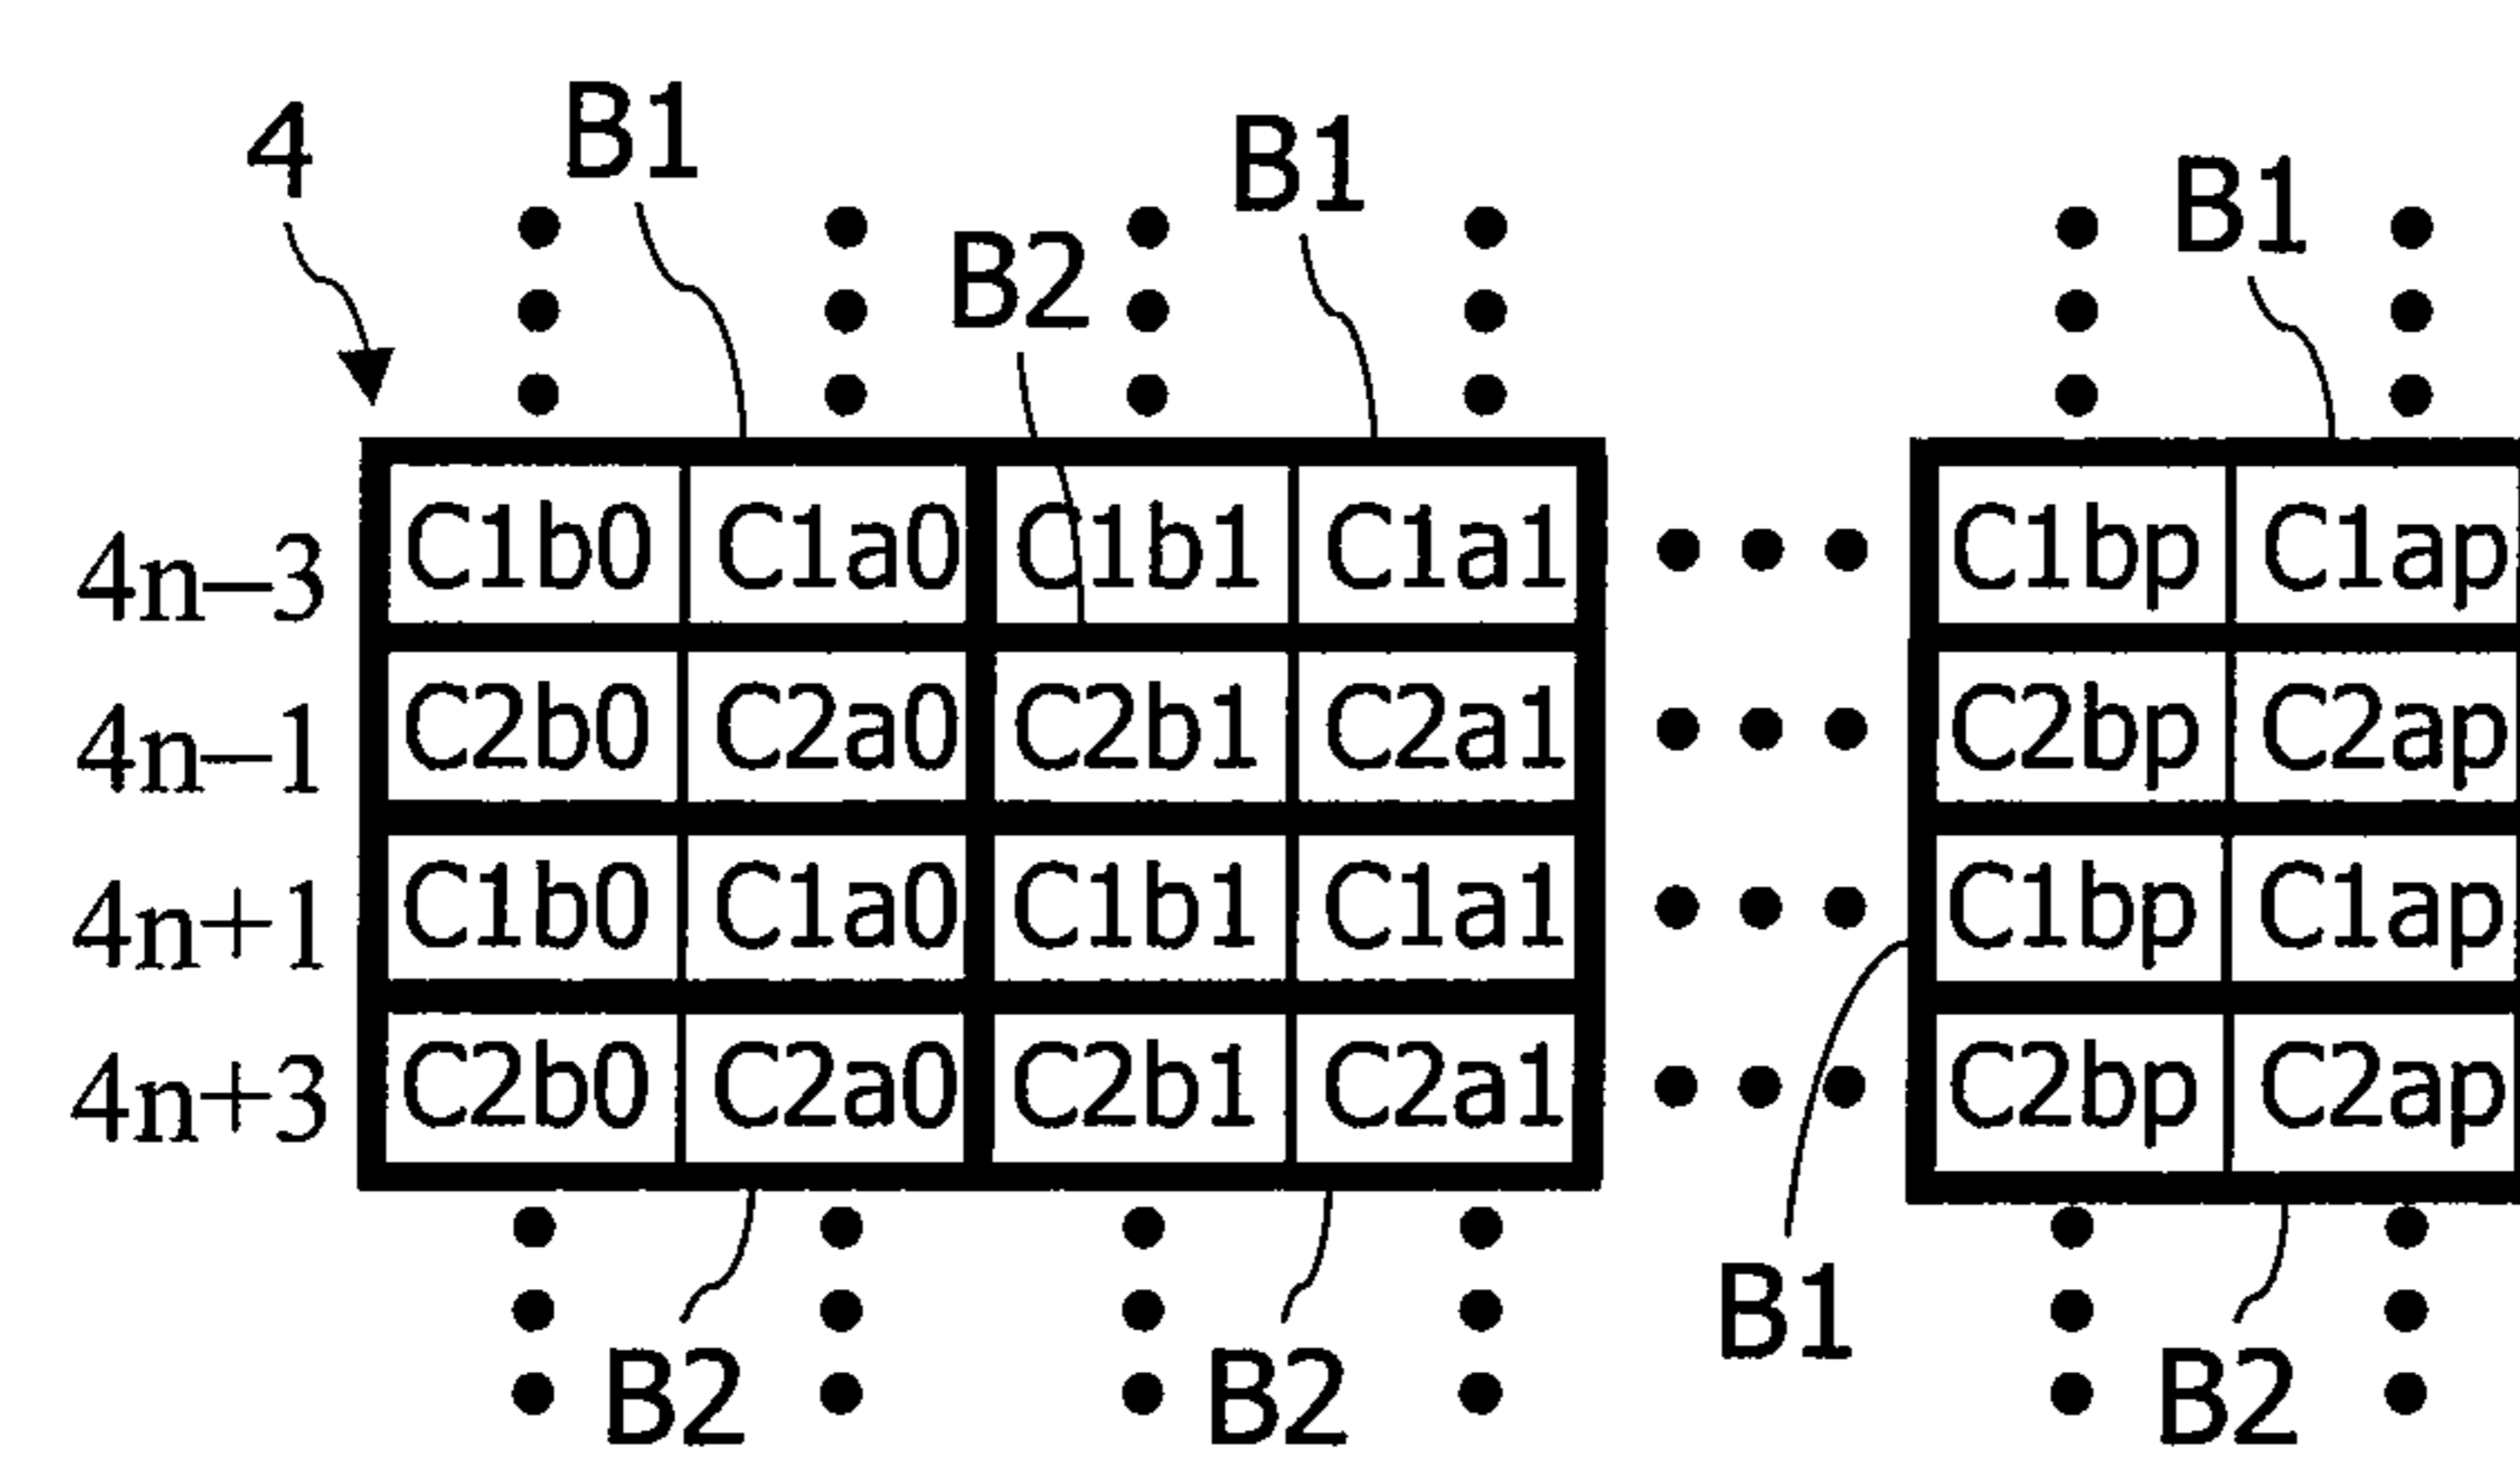 4 B1 B1 B1
B2
4n–3 C1b0 C1a0 C1b1 C1a1 C1bp C1ap
4n–1 C2b0 C2a0 C2b1 C2a1 C2bp C2ap
4n+1 C1b0 C1a0 C1b1 C1a1 C1bp C1ap
4n+3 C2b0 C2a0 C2b1 C2a1 C2bp C2ap
B1
B2 B2 B2